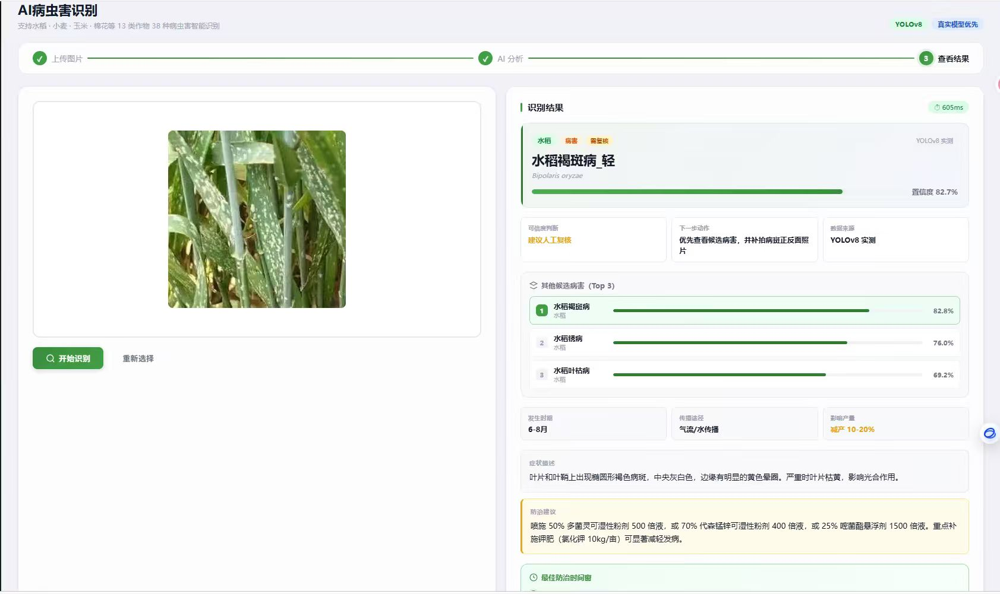 AI病虫害识别
支持水稻 · 小麦 · 玉米 · 棉花等 13 类作物 38 种病虫害智能识别
YOLOv8 真实模型优先
上传图片
AI 分析
3 查看结果
开始识别 重新选择
识别结果
605ms
水稻 病害 需复核
YOLOv8 实测
水稻褐斑病_轻
Bipolaris oryzae
置信度 82.7%
可信度判断
建议人工复核
下一步动作
优先查看候选病害，并补拍病斑正反面照
片
数据来源
YOLOv8 实测
其他候选病害（Top 3）
1 水稻褐斑病 82.8%
水稻
2 水稻锈病 76.0%
水稻
3 水稻叶枯病 69.2%
水稻
发生时期
6-8月
传播途径
气流/水传播
影响产量
减产 10-20%
症状描述
叶片和叶鞘上出现椭圆形褐色病斑，中央灰白色，边缘有明显的黄色晕圈。严重时叶片枯黄，影响光合作用。
防治建议
喷施 50% 多菌灵可湿性粉剂 500 倍液，或 70% 代森锰锌可湿性粉剂 400 倍液，或 25% 嘧菌酯悬浮剂 1500 倍液。重点补
施钾肥（氯化钾 10kg/亩）可显著减轻发病。
最佳防治时间窗